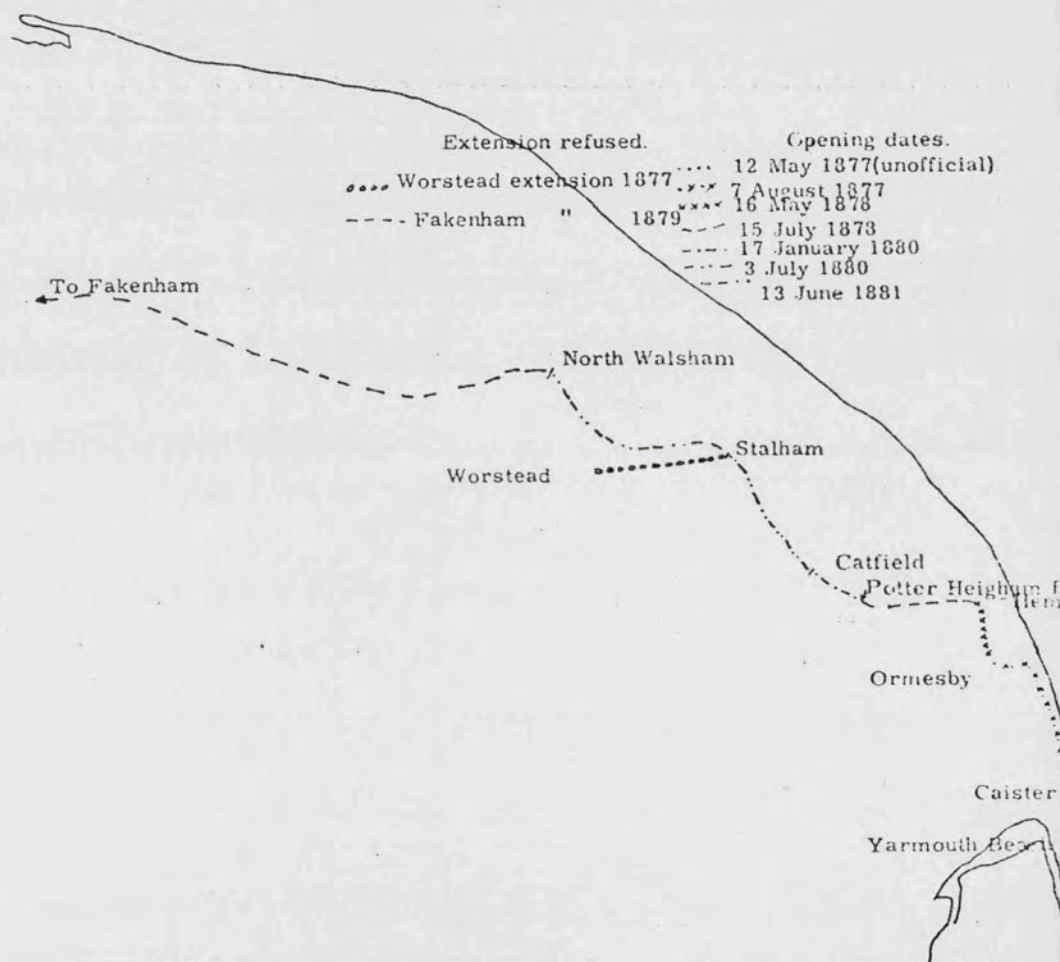 Extension refused.
Worstead extension 1877
Fakenham " 1879
Opening dates.
12 May 1877(unofficial)
7 August 1877
16 May 1878
15 July 1878
17 January 1880
3 July 1880
13 June 1881
To Fakenham
North Walsham
Stalham
Worstead
Catfield
Potter Heigham
Ormesby
Caister
Yarmouth